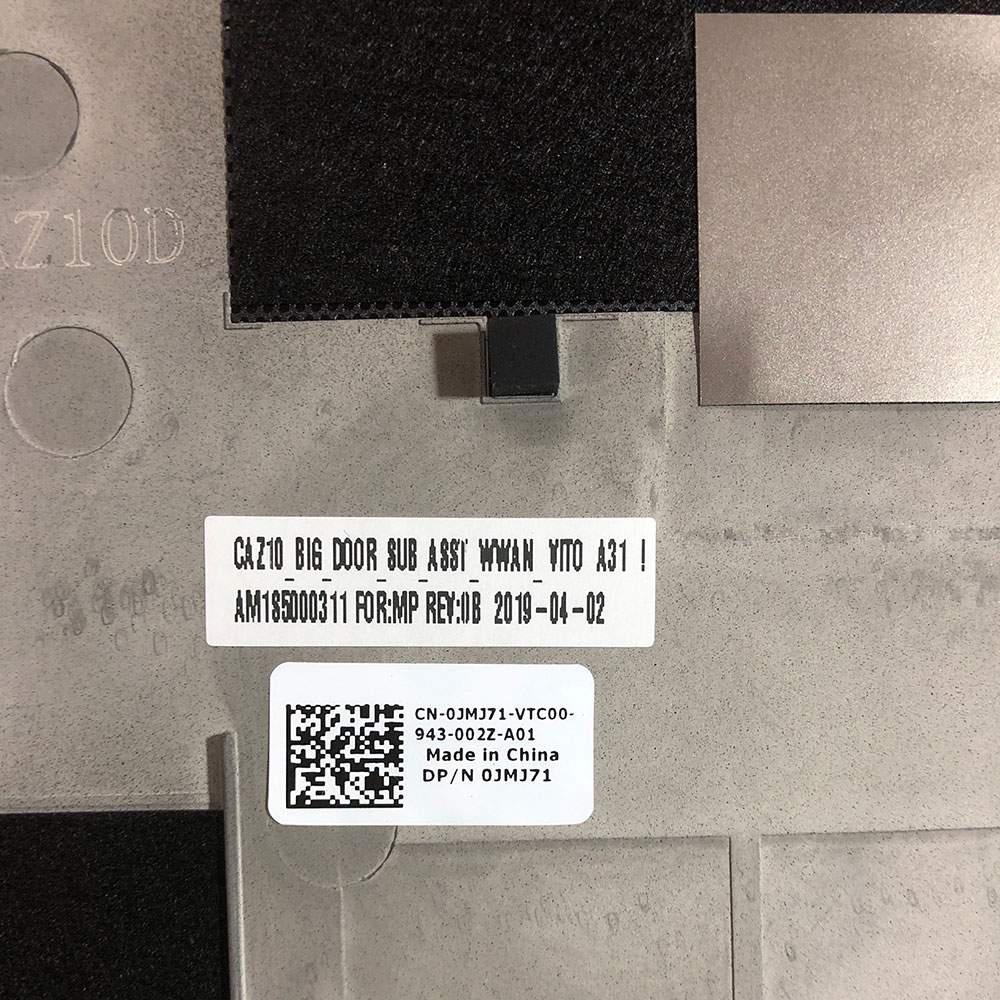 AZ10D
CAZ10_BIG_DOOR_SUB_ASSY_WWAN_VITO A31 !
AM185000311 FOR:MP REV:0B 2019-04-02
CN-0JMJ71-VTC00-
943-002Z-A01
Made in China
DP/N 0JMJ71